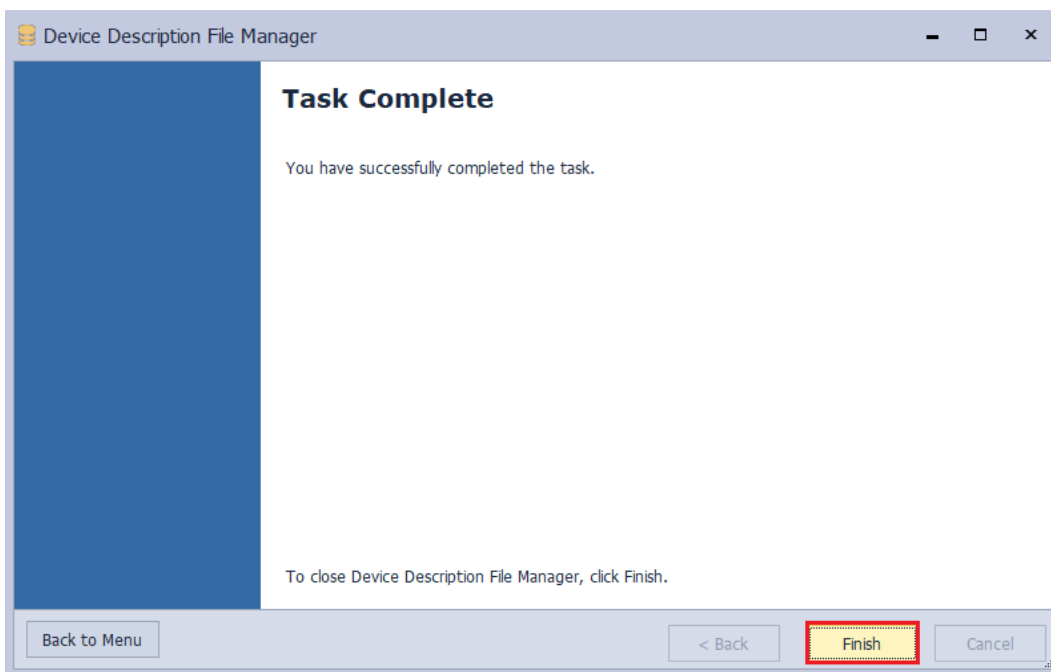 Device Description File Manager
Task Complete
You have successfully completed the task.
To close Device Description File Manager, click Finish.
Back to Menu
< Back
Finish
Cancel